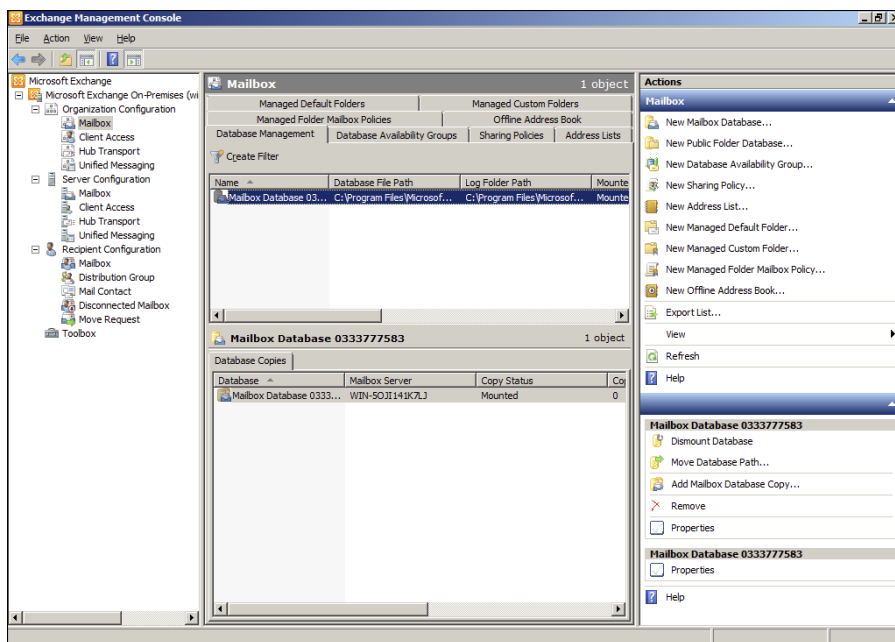 Exchange Management Console
File Action View Help
Microsoft Exchange
Microsoft Exchange On-Premises (wi
Organization Configuration
Mailbox
Client Access
Hub Transport
Unified Messaging
Server Configuration
Mailbox
Client Access
Hub Transport
Unified Messaging
Recipient Configuration
Mailbox
Distribution Group
Mail Contact
Disconnected Mailbox
Move Request
Toolbox
Mailbox 1 object
Managed Default Folders Managed Custom Folders
Managed Folder Mailbox Policies Offline Address Book
Database Management Database Availability Groups Sharing Policies Address Lists
Create Filter
Name Database File Path Log Folder Path Mounte
Mailbox Database 03... C:\Program Files\Microsof... C:\Program Files\Microsof... Mounte
Mailbox Database 0333777583 1 object
Database Copies
Database Mailbox Server Copy Status Cop
Mailbox Database 0333... WIN-5OJI141K7LJ Mounted 0
Actions
Mailbox
New Mailbox Database...
New Public Folder Database...
New Database Availability Group...
New Sharing Policy...
New Address List...
New Managed Default Folder...
New Managed Custom Folder...
New Managed Folder Mailbox Policy...
New Offline Address Book...
Export List...
View
Refresh
Help
Mailbox Database 0333777583
Dismount Database
Move Database Path...
Add Mailbox Database Copy...
Remove
Properties
Mailbox Database 0333777583
Properties
Help